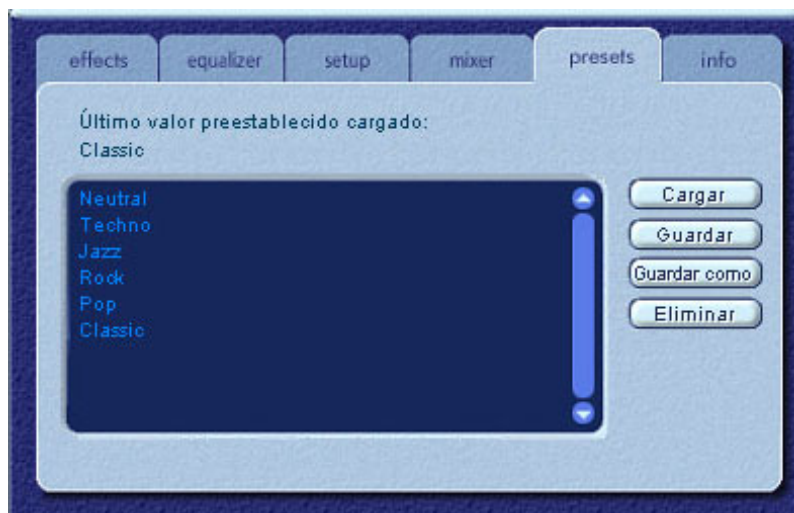 effects equalizer setup mixer presets info
Último valor preestablecido cargado:
Classic
Neutral
Techno
Jazz
Rock
Pop
Classic
Cargar
Guardar
Guardar como
Eliminar